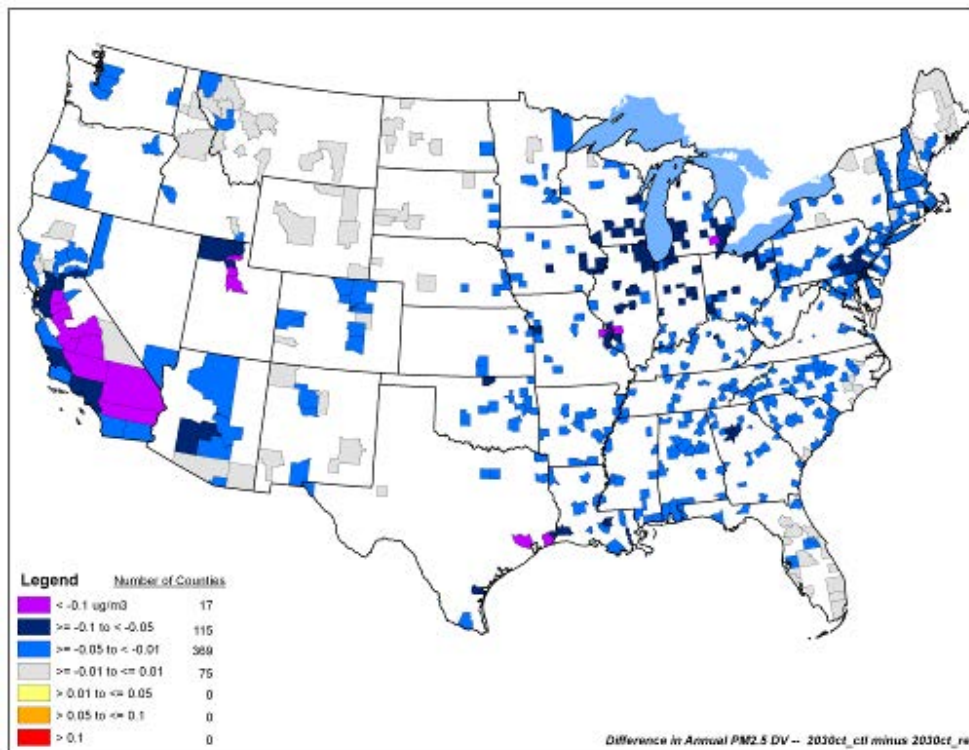 Legend Number of Counties
< -0.1 ug/m3 17
>= -0.1 to < -0.05 115
>= -0.05 to < -0.01 369
>= -0.01 to <= 0.01 75
> 0.01 to <= 0.05 0
> 0.05 to <= 0.1 0
> 0.1 0
Difference in Annual PM2.5 DV -- 2030ct_ctl minus 2030ct_re